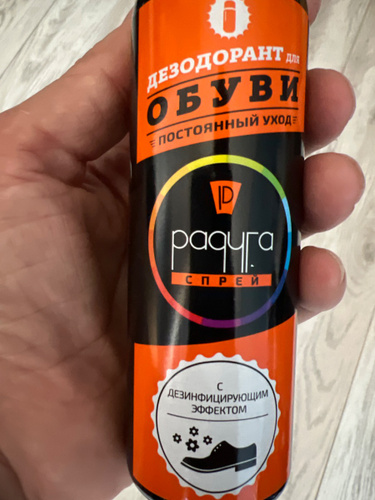 ДЕЗОДОРАНТ для
ОБУВИ
ПОСТОЯННЫЙ УХОД
радуга
СПРЕЙ
С
ДЕЗИНФИЦИРУЮЩИМ
ЭФФЕКТОМ